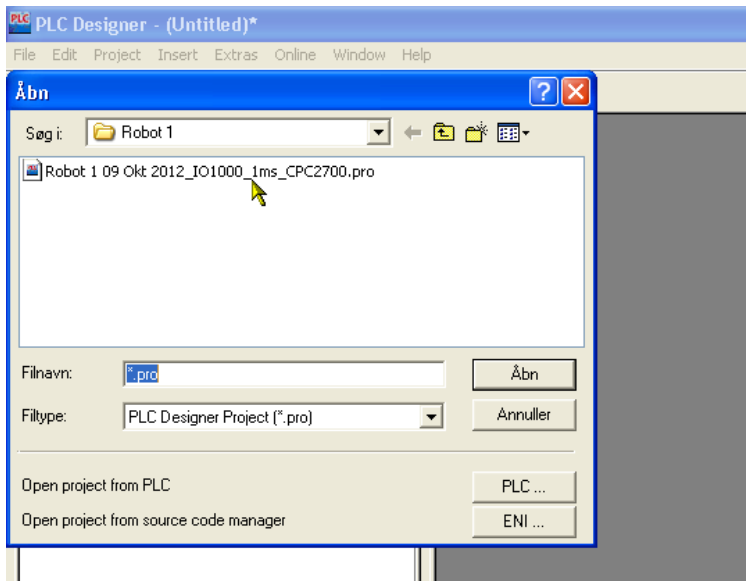 PLC PLC Designer - (Untitled)*
File Edit Project Insert Extras Online Window Help
Åbn
Søg i: Robot 1
Robot 1 09 Okt 2012_IO1000_1ms_CPC2700.pro
Filnavn: *.pro Åbn
Filtype: PLC Designer Project (*.pro) Annuller
Open project from PLC PLC ...
Open project from source code manager ENI ...